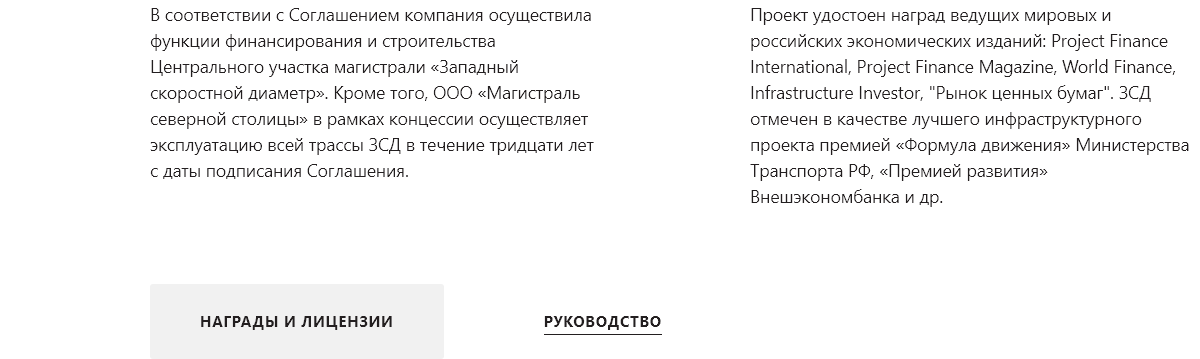 В соответствии с Соглашением компания осуществила
функции финансирования и строительства
Центрального участка магистрали «Западный
скоростной диаметр». Кроме того, ООО «Магистраль
северной столицы» в рамках концессии осуществляет
эксплуатацию всей трассы ЗСД в течение тридцати лет
с даты подписания Соглашения.
Проект удостоен наград ведущих мировых и
российских экономических изданий: Project Finance
International, Project Finance Magazine, World Finance,
Infrastructure Investor, "Рынок ценных бумаг". ЗСД
отмечен в качестве лучшего инфраструктурного
проекта премией «Формула движения» Министерства
Транспорта РФ, «Премией развития»
Внешэкономбанка и др.
НАГРАДЫ И ЛИЦЕНЗИИ
РУКОВОДСТВО